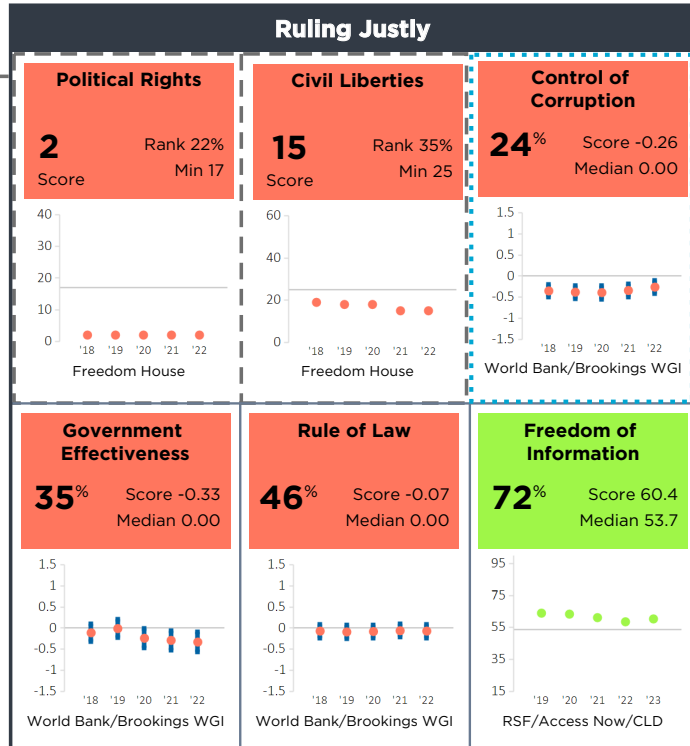 Ruling Justly
Political Rights
2
Score
Rank 22%
Min 17
40
30
20
10
0
'18 '19 '20 '21 '22
Freedom House
Civil Liberties
15
Score
Rank 35%
Min 25
60
40
20
0
'18 '19 '20 '21 '22
Freedom House
Control of
Corruption
24%
Score -0.26
Median 0.00
1.5
1
0.5
0
-0.5
-1
-1.5
'18 '19 '20 '21 '22
World Bank/Brookings WGI
Government
Effectiveness
35%
Score -0.33
Median 0.00
1.5
1
0.5
0
-0.5
-1
-1.5
'18 '19 '20 '21 '22
World Bank/Brookings WGI
Rule of Law
46%
Score -0.07
Median 0.00
1.5
1
0.5
0
-0.5
-1
-1.5
'18 '19 '20 '21 '22
World Bank/Brookings WGI
Freedom of
Information
72%
Score 60.4
Median 53.7
95
75
55
35
15
'19 '20 '21 '22 '23
RSF/Access Now/CLD